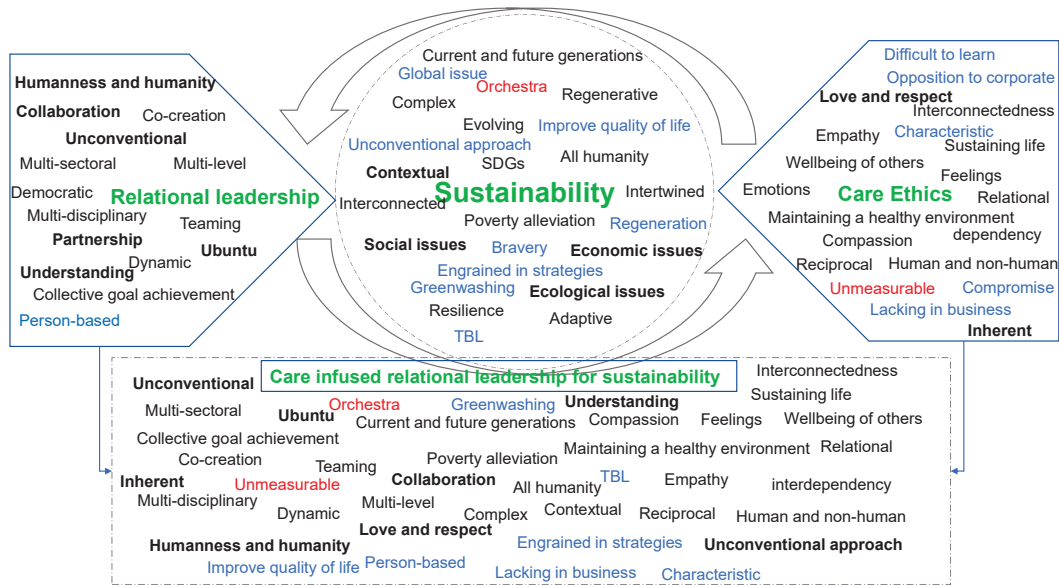 Humanness and humanity
Collaboration
Co-creation
Unconventional
Multi-sectoral
Multi-level
Democratic
Relational leadership
Multi-disciplinary
Teaming
Partnership
Ubuntu
Dynamic
Understanding
Collective goal achievement
Person-based
Current and future generations
Global issue
Orchestra
Regenerative
Complex
Evolving
Improve quality of life
Unconventional approach
SDGs
All humanity
Contextual
Sustainability
Intertwined
Interconnected
Poverty alleviation
Regeneration
Social issues
Bravery
Economic issues
Engrained in strategies
Greenwashing
Ecological issues
Resilience
Adaptive
TBL
Difficult to learn
Opposition to corporate
Love and respect
Interconnectedness
Empathy
Characteristic
Sustaining life
Wellbeing of others
Feelings
Emotions
Care Ethics
Relational
Maintaining a healthy environment
dependency
Compassion
Reciprocal
Human and non-human
Unmeasurable
Compromise
Lacking in business
Inherent
Care infused relational leadership for sustainability
Interconnectedness
Unconventional
Sustaining life
Multi-sectoral
Ubuntu
Orchestra
Greenwashing
Understanding
Current and future generations
Compassion
Feelings
Wellbeing of others
Collective goal achievement
Co-creation
Teaming
Poverty alleviation
Maintaining a healthy environment
Relational
Inherent
Unmeasurable
Collaboration
All humanity
TBL
Empathy
interdependency
Multi-disciplinary
Dynamic
Multi-level
Complex
Contextual
Reciprocal
Human and non-human
Love and respect
Humanness and humanity
Engrained in strategies
Unconventional approach
Improve quality of life
Person-based
Lacking in business
Characteristic